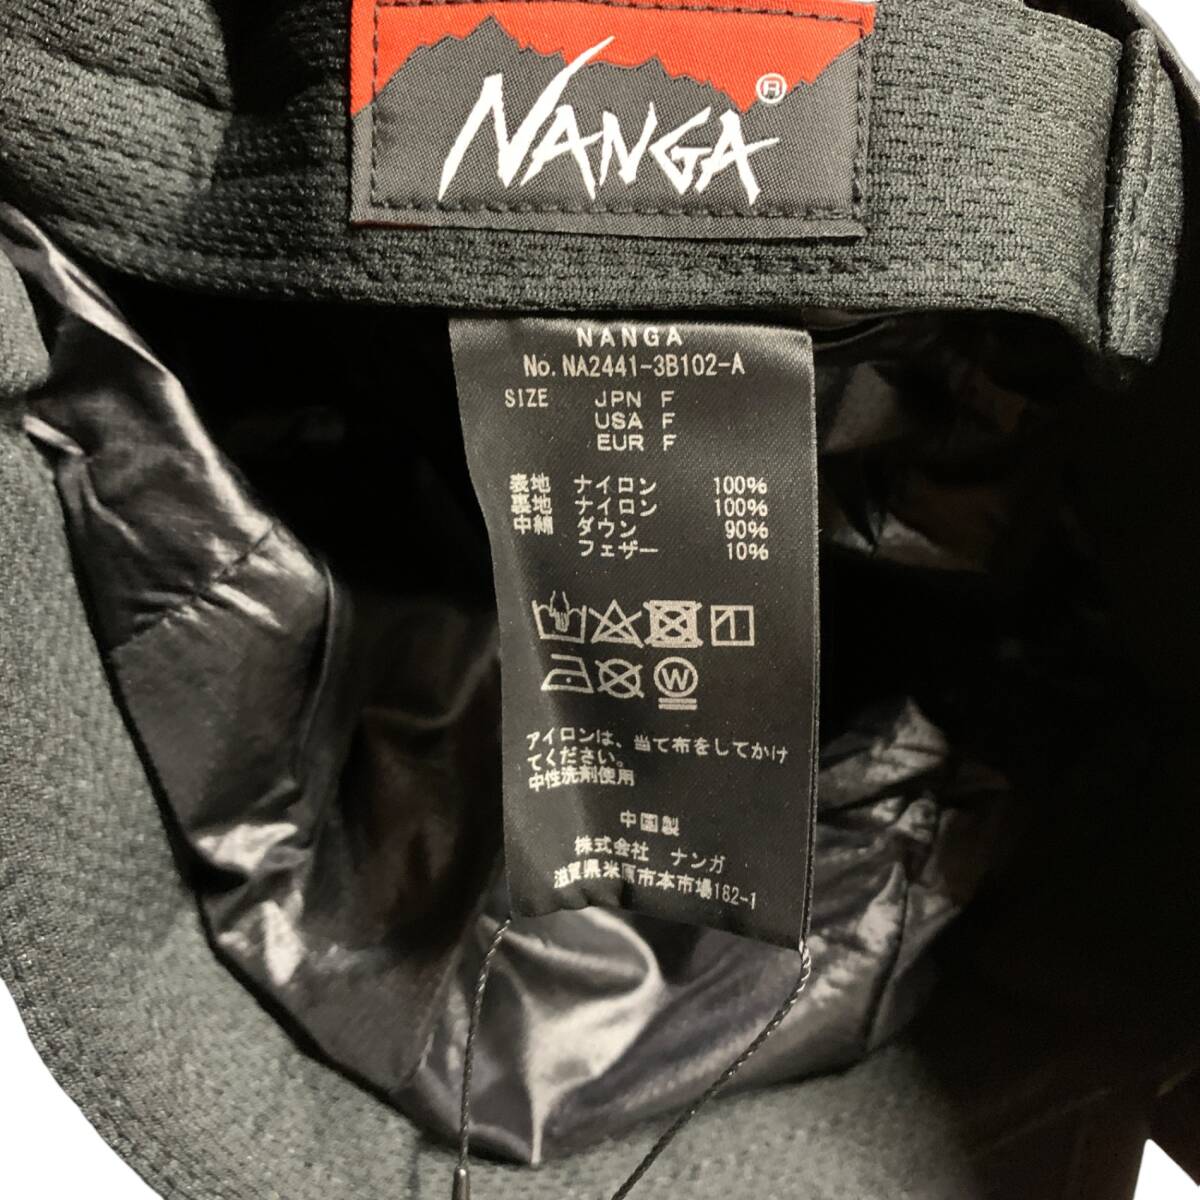 NANGA ®
NANGA
No. NA2441-3B102-A
SIZE JPN F
USA F
EUR F
表地 ナイロン 100%
裏地 ナイロン 100%
中綿 ダウン 90%
フェザー 10%
W
アイロンは、当て布をしてかけ
てください。
中性洗剤使用
中国製
株式会社 ナンガ
滋賀県米原市本市場182-1